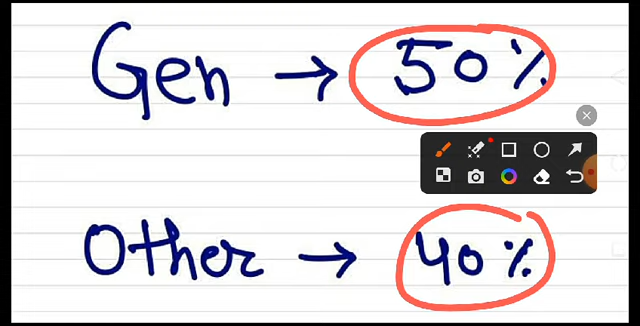 Gen → 50%
Other → 40%